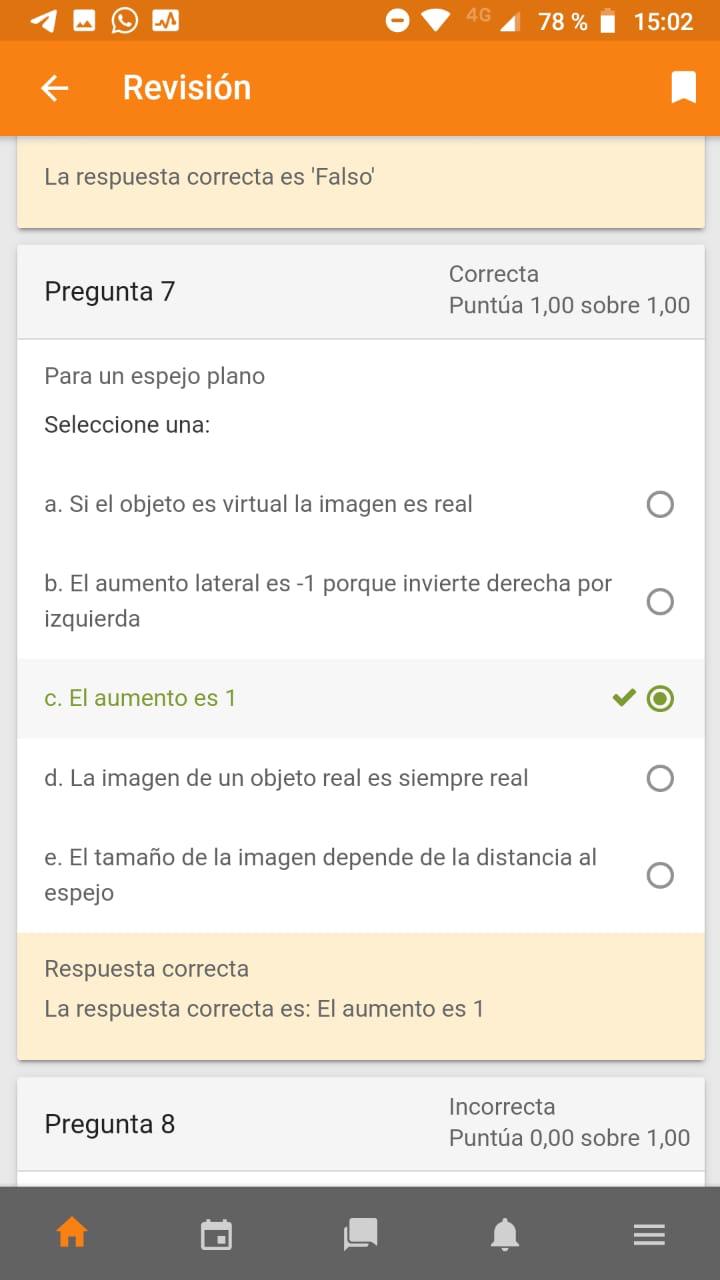 4G 78 % 15:02
Revisión
La respuesta correcta es 'Falso'
Pregunta 7
Correcta
Puntúa 1,00 sobre 1,00
Para un espejo plano
Seleccione una:
a. Si el objeto es virtual la imagen es real
b. El aumento lateral es -1 porque invierte derecha por
izquierda
c. El aumento es 1
d. La imagen de un objeto real es siempre real
e. El tamaño de la imagen depende de la distancia al
espejo
Respuesta correcta
La respuesta correcta es: El aumento es 1
Pregunta 8
Incorrecta
Puntúa 0,00 sobre 1,00